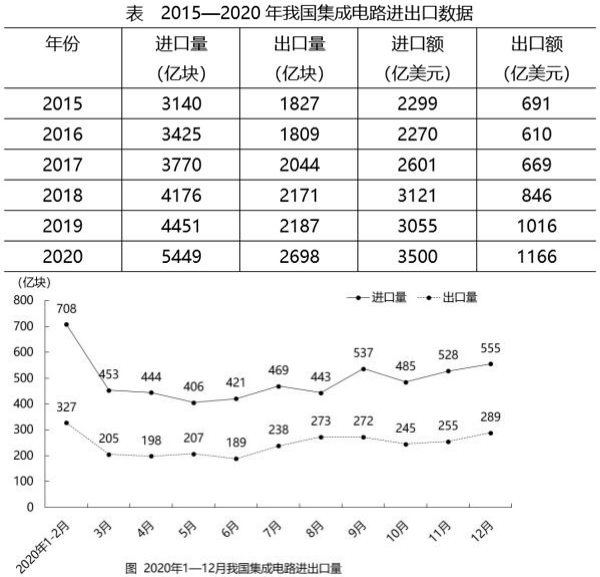 表 2015—2020 年我国集成电路进出口数据
年份 进口量 出口量 进口额 出口额
(亿块) (亿块) (亿美元) (亿美元)
2015 3140 1827 2299 691
2016 3425 1809 2270 610
2017 3770 2044 2601 669
2018 4176 2171 3121 846
2019 4451 2187 3055 1016
2020 5449 2698 3500 1166
(亿块)
进口量 出口量
800
700
600
500
400
300
200
100
0
708 453 444 406 421 469 443 537 485 528 555
327 205 198 207 189 238 273 272 245 255 289
2020年1-2月 3月 4月 5月 6月 7月 8月 9月 10月 11月 12月
图 2020年1—12月我国集成电路进出口量